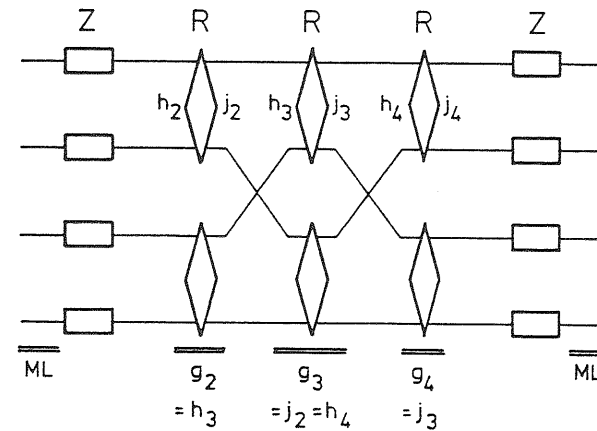 Z R R R Z
h₂ j₂ h₃ j₃ h₄ j₄
ML g₂ g₃ g₄ ML
=h₃ =j₂=h₄ =j₃